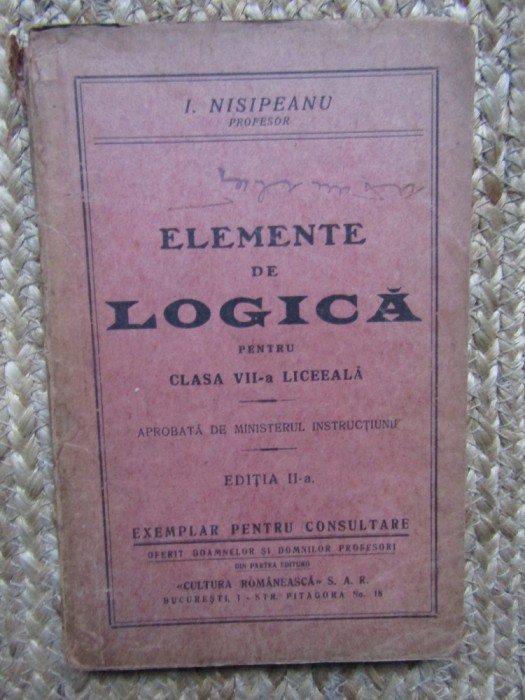 I. NISIPEANU
PROFESOR
ELEMENTE
DE
LOGICĂ
PENTRU
CLASA VII-a LICEEALĂ
APROBATĂ DE MINISTERUL INSTRUCȚIUNII
EDIȚIA II-a.
EXEMPLAR PENTRU CONSULTARE
OFERIT DOAMNELOR ȘI DOMNILOR PROFESORI
DIN PARTEA EDITURII
«CULTURA ROMÂNEASCĂ» S. A. R.
BUCUREȘTI, I - STR. PITAGORA No. 18